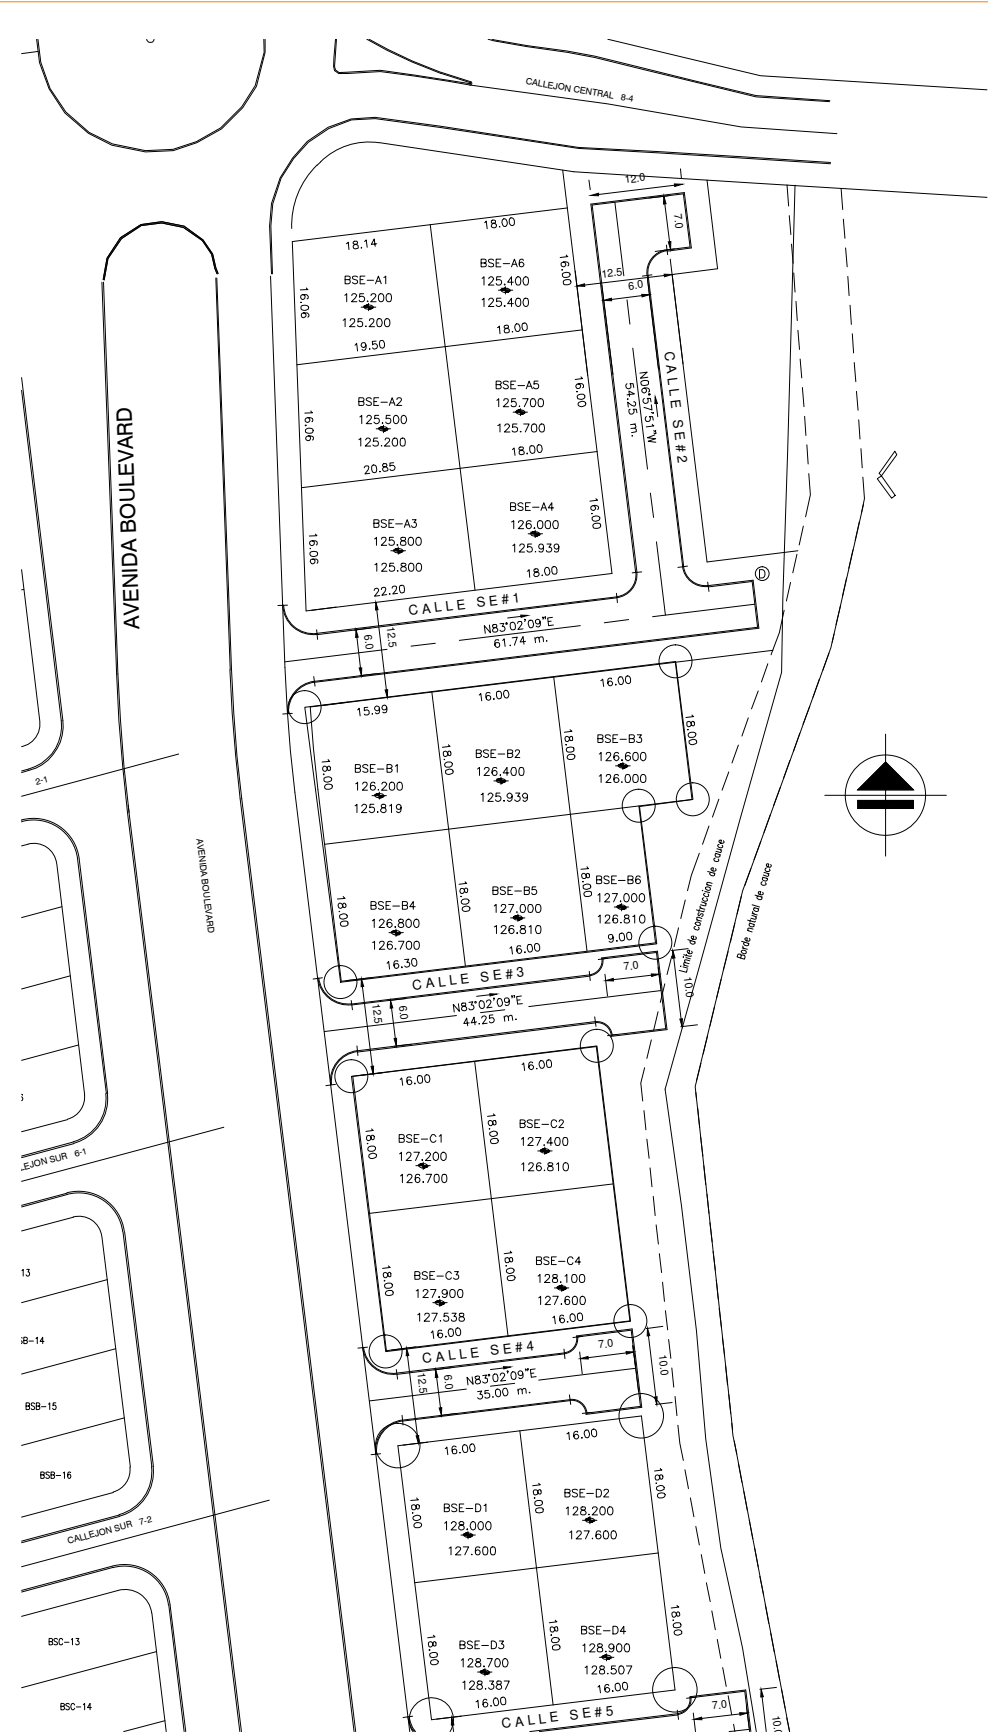 CALLEJON CENTRAL 8-4
12.0
7.0
18.00
18.14
BSE-A6
125.400
125.400
16.00
12.5
6.0
BSE-A1
125.200
125.200
16.06
18.00
19.50
CALLE SE#2
N06°57'51"W
54.25 m.
BSE-A5
125.700
125.700
16.00
BSE-A2
125.500
125.200
16.06
AVENIDA BOULEVARD
18.00
20.85
BSE-A4
126.000
125.939
16.00
BSE-A3
125.800
125.800
16.06
18.00
22.20
D
CALLE SE#1
N83°02'09"E
61.74 m.
6.0
12.5
16.00
16.00
15.99
18.00
BSE-B3
126.600
126.000
18.00
BSE-B2
126.400
125.939
18.00
BSE-B1
126.200
125.819
18.00
2-1
AVENIDA BOULEVARD
Limite de construccion de cauce
Borde natural de cauce
BSE-B6
127.000
126.810
9.00
18.00
BSE-B5
127.000
126.810
16.00
18.00
BSE-B4
126.800
126.700
16.30
18.00
CALLE SE#3
7.0
10.0
N83°02'09"E
44.25 m.
6.0
12.5
16.00
16.00
BSE-C2
127.400
126.810
18.00
BSE-C1
127.200
126.700
18.00
LEJON SUR 6-1
BSE-C4
128.100
127.600
16.00
18.00
BSE-C3
127.900
127.538
16.00
18.00
13
SB-14
BSB-15
BSB-16
CALLE SE#4
7.0
10.0
N83°02'09"E
35.00 m.
6.0
12.5
16.00
16.00
BSE-D2
128.200
127.600
18.00
BSE-D1
128.000
127.600
18.00
18.00
CALLEJON SUR 7-2
BSE-D4
128.900
128.507
16.00
18.00
BSE-D3
128.700
128.387
16.00
18.00
18.00
BSC-13
BSC-14
CALLE SE#5
7.0
10.0